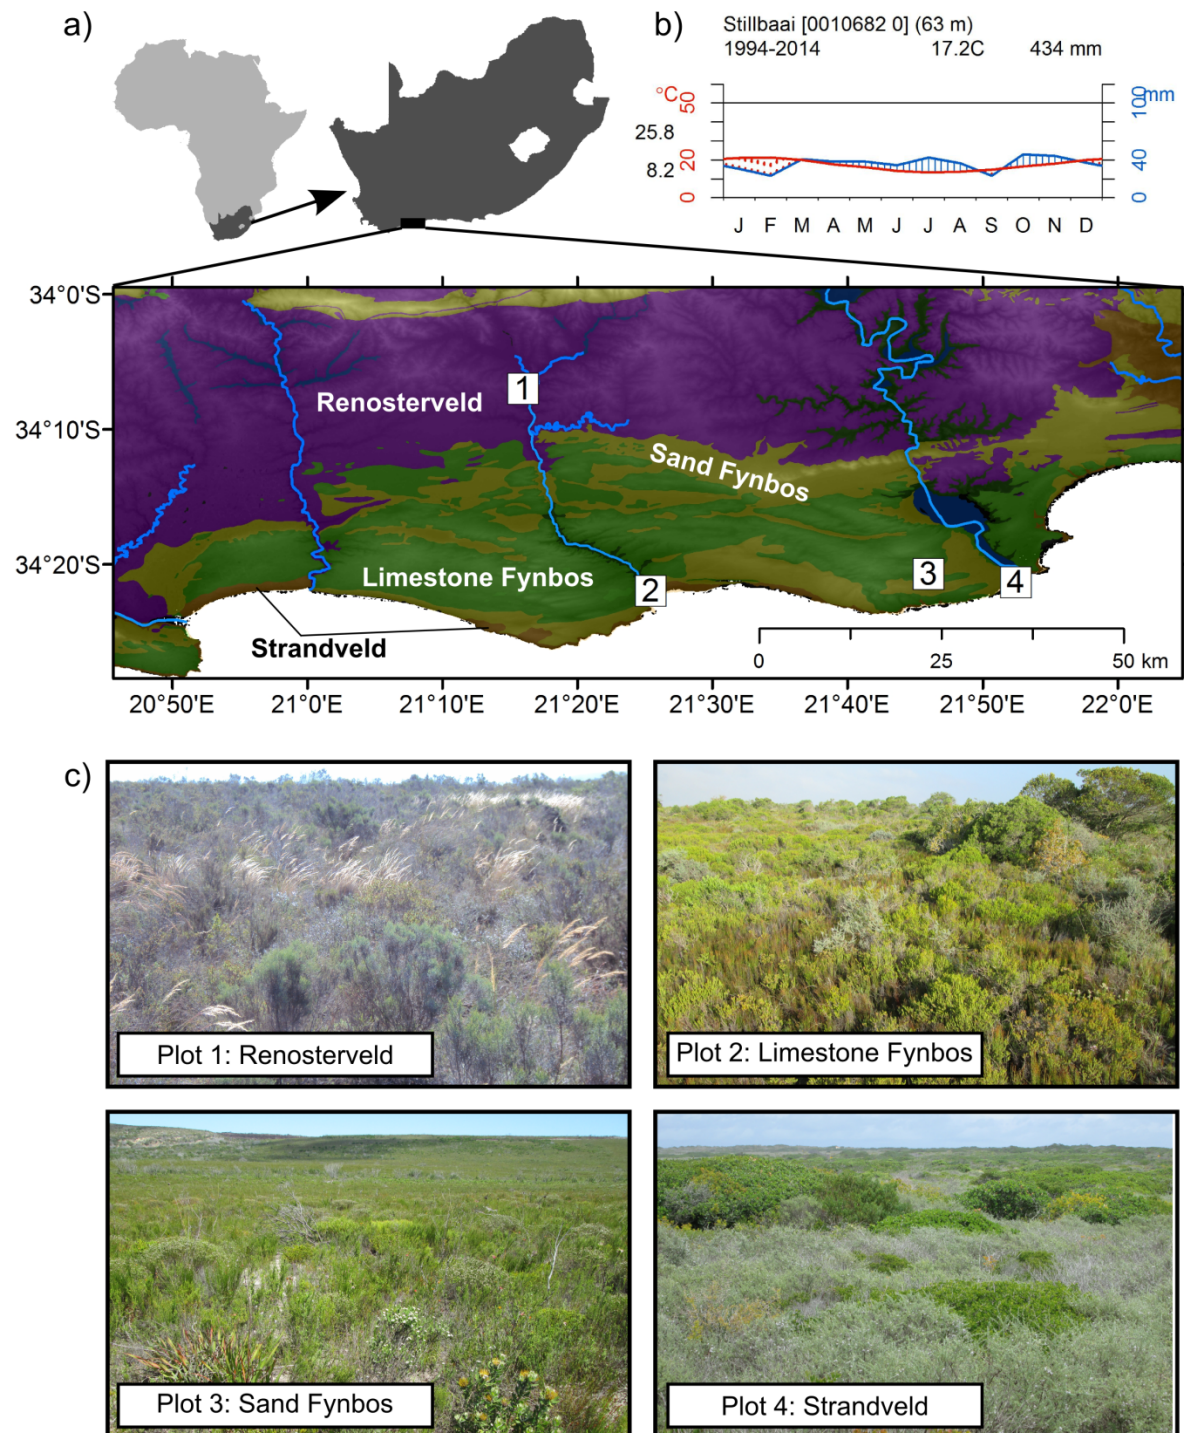 a)
b)
Stillbaai [0010682 0] (63 m)
1994-2014 17.2C 434 mm
°C
mm
50
100
25.8
20
40
8.2
0
0
J F M A M J J A S O N D
34°0'S
34°10'S
34°20'S
Renosterveld
Sand Fynbos
Limestone Fynbos
Strandveld
1
2
3
4
0 25 50 km
20°50'E 21°0'E 21°10'E 21°20'E 21°30'E 21°40'E 21°50'E 22°0'E
c)
Plot 1: Renosterveld
Plot 2: Limestone Fynbos
Plot 3: Sand Fynbos
Plot 4: Strandveld